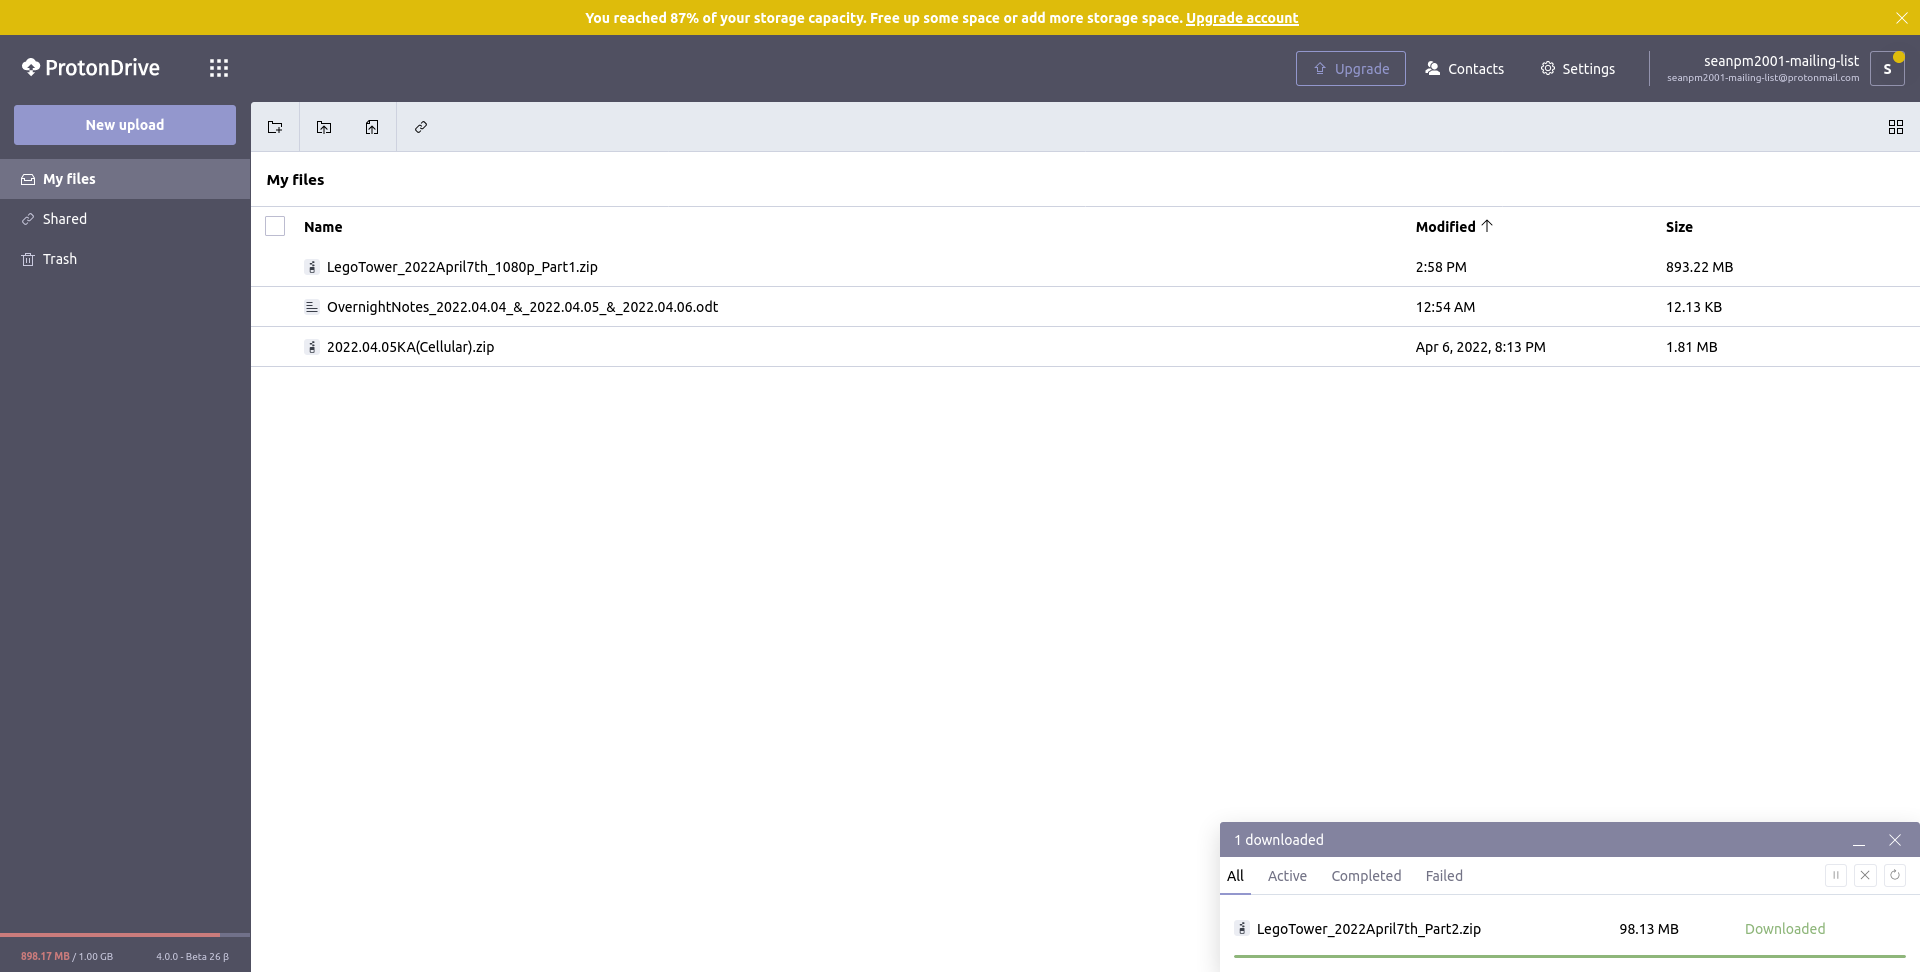 You reached 87% of your storage capacity. Free up some space or add more storage space. Upgrade account
ProtonDrive
Upgrade
Contacts
Settings
seanpm2001-mailing-list
seanpm2001-mailing-list@protonmail.com
S
New upload
My files
Shared
Trash
My files
Name Modified Size
LegoTower_2022April7th_1080p_Part1.zip 2:58 PM 893.22 MB
OvernightNotes_2022.04.04_&_2022.04.05_&_2022.04.06.odt 12:54 AM 12.13 KB
2022.04.05KA(Cellular).zip Apr 6, 2022, 8:13 PM 1.81 MB
1 downloaded
All Active Completed Failed
LegoTower_2022April7th_Part2.zip 98.13 MB Downloaded
898.17 MB / 1.00 GB 4.0.0 - Beta 26 β